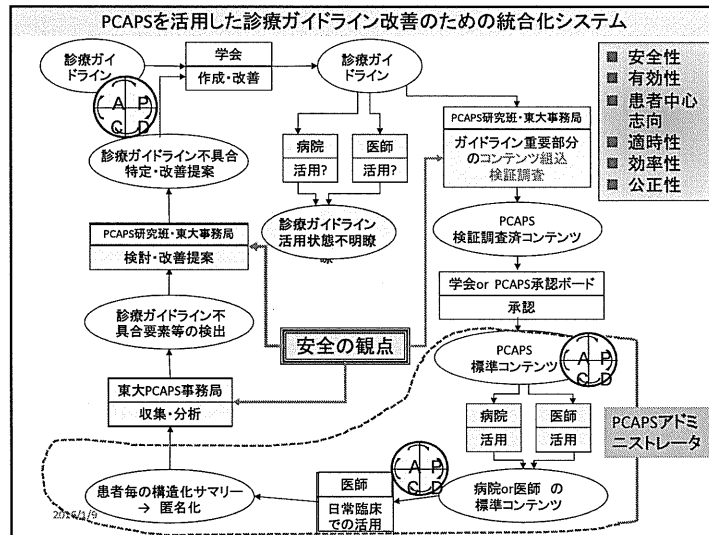 PCAPSを活用した診療ガイドライン改善のための統合化システム
診療ガイ
ドライン
学会
作成・改善
診療ガイ
ドライン
■ 安全性
■ 有効性
■ 患者中心
志向
■ 適時性
■ 効率性
■ 公正性
A P
C D
PCAPS研究班・東大事務局
ガイドライン重要部分
のコンテンツ組込
検証調査
病院
活用?
医師
活用?
診療ガイドライン不具合
特定・改善提案
診療ガイドライン
活用状態不明瞭
PCAPS
検証調査済コンテンツ
PCAPS研究班・東大事務局
検討・改善提案
学会or PCAPS承認ボード
承認
診療ガイドライン不
具合要素等の検出
安全の観点
PCAPS
標準コンテンツ
A P
C D
東大PCAPS事務局
収集・分析
病院
活用
医師
活用
PCAPSアドミ
ニストレータ
A P
C D
患者毎の構造化サマリー
→ 匿名化
医師
日常臨床
での活用
病院or医師 の
標準コンテンツ
2016/1/9